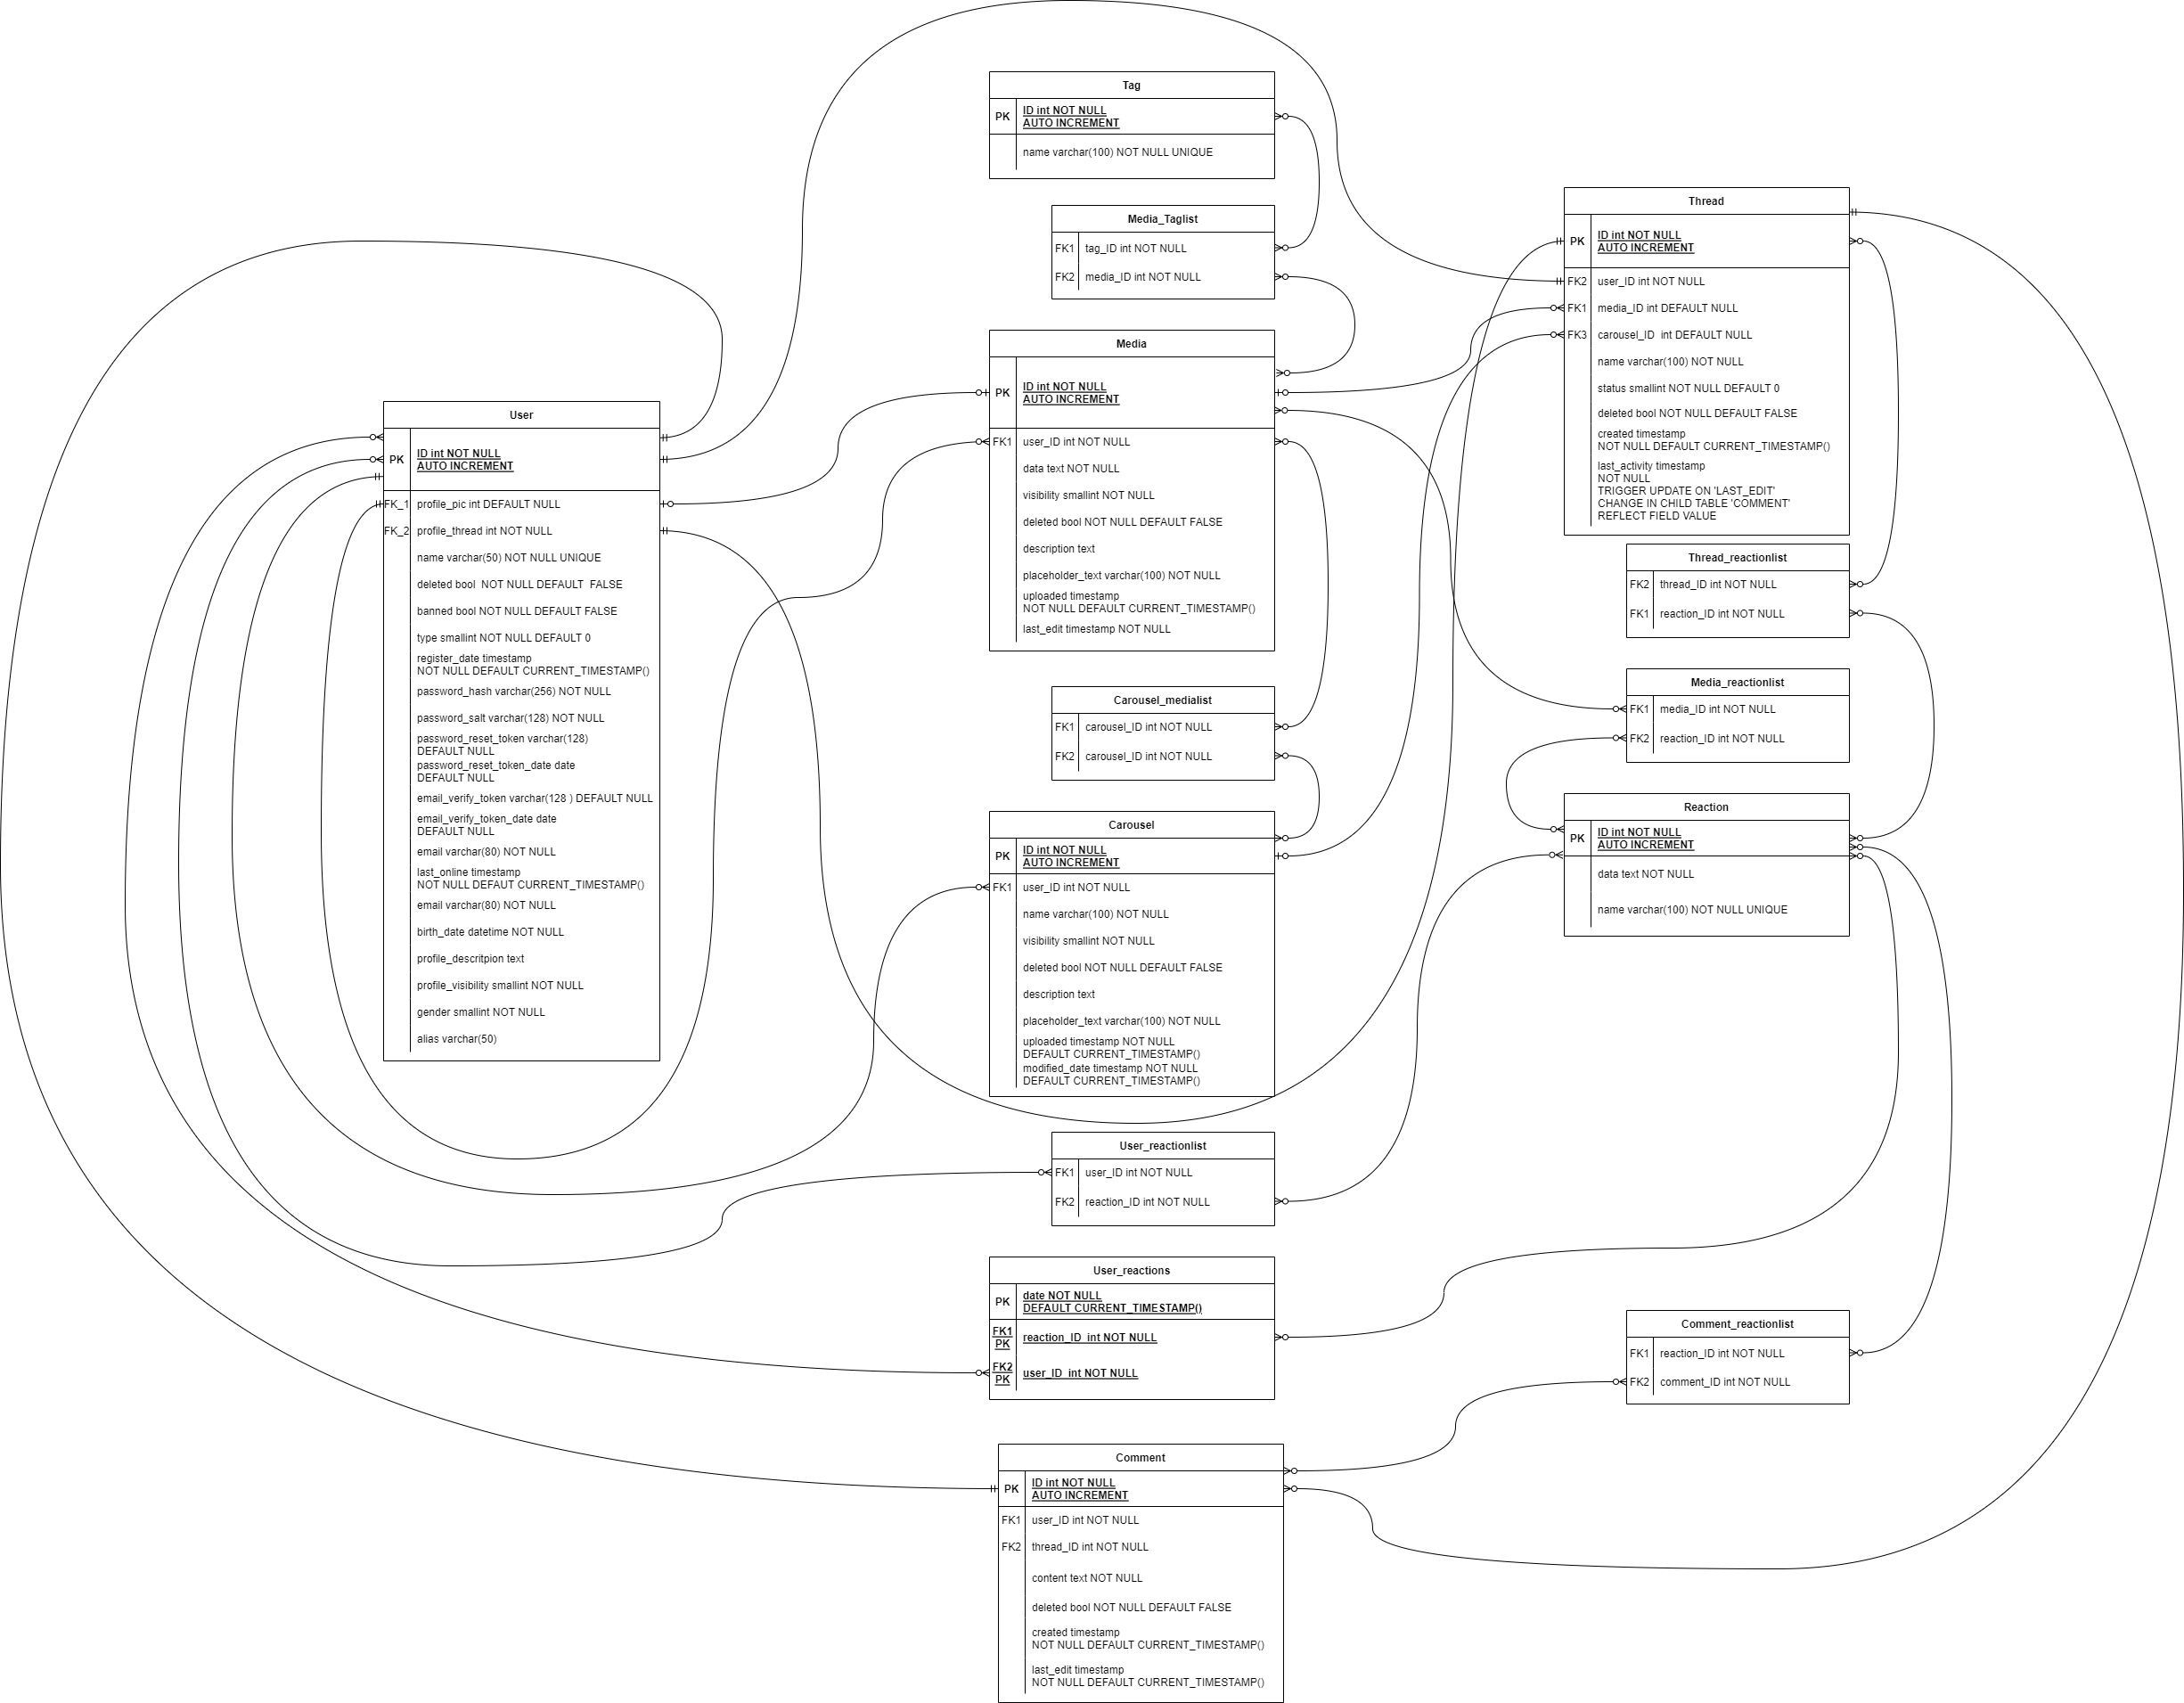 Tag
PK
ID int NOT NULL
AUTO INCREMENT
name varchar(100) NOT NULL UNIQUE
Media_Taglist
FK1 tag_ID int NOT NULL
FK2 media_ID int NOT NULL
Media
PK
ID int NOT NULL
AUTO INCREMENT
FK1 user_ID int NOT NULL
data text NOT NULL
visibility smallint NOT NULL
deleted bool NOT NULL DEFAULT FALSE
description text
placeholder_text varchar(100) NOT NULL
uploaded timestamp
NOT NULL DEFAULT CURRENT_TIMESTAMP()
last_edit timestamp NOT NULL
Carousel_medialist
FK1 carousel_ID int NOT NULL
FK2 carousel_ID int NOT NULL
Carousel
PK
ID int NOT NULL
AUTO INCREMENT
FK1 user_ID int NOT NULL
name varchar(100) NOT NULL
visibility smallint NOT NULL
deleted bool NOT NULL DEFAULT FALSE
description text
placeholder_text varchar(100) NOT NULL
uploaded timestamp NOT NULL
DEFAULT CURRENT_TIMESTAMP()
modified_date timestamp NOT NULL
DEFAULT CURRENT_TIMESTAMP()
User_reactionlist
FK1 user_ID int NOT NULL
FK2 reaction_ID int NOT NULL
User_reactions
PK
date NOT NULL
DEFAULT CURRENT_TIMESTAMP()
FK1
PK
reaction_ID int NOT NULL
FK2
PK
user_ID int NOT NULL
Comment
PK
ID int NOT NULL
AUTO INCREMENT
FK1 user_ID int NOT NULL
FK2 thread_ID int NOT NULL
content text NOT NULL
deleted bool NOT NULL DEFAULT FALSE
created timestamp
NOT NULL DEFAULT CURRENT_TIMESTAMP()
last_edit timestamp
NOT NULL DEFAULT CURRENT_TIMESTAMP()
User
PK
ID int NOT NULL
AUTO INCREMENT
FK_1 profile_pic int DEFAULT NULL
FK_2 profile_thread int NOT NULL
name varchar(50) NOT NULL UNIQUE
deleted bool NOT NULL DEFAULT FALSE
banned bool NOT NULL DEFAULT FALSE
type smallint NOT NULL DEFAULT 0
register_date timestamp
NOT NULL DEFAULT CURRENT_TIMESTAMP()
password_hash varchar(256) NOT NULL
password_salt varchar(128) NOT NULL
password_reset_token varchar(128)
DEFAULT NULL
password_reset_token_date date
DEFAULT NULL
email_verify_token varchar(128 ) DEFAULT NULL
email_verify_token_date date
DEFAULT NULL
email varchar(80) NOT NULL
last_online timestamp
NOT NULL DEFAUT CURRENT_TIMESTAMP()
email varchar(80) NOT NULL
birth_date datetime NOT NULL
profile_descritpion text
profile_visibility smallint NOT NULL
gender smallint NOT NULL
alias varchar(50)
Thread
PK
ID int NOT NULL
AUTO INCREMENT
FK2 user_ID int NOT NULL
FK1 media_ID int DEFAULT NULL
FK3 carousel_ID int DEFAULT NULL
name varchar(100) NOT NULL
status smallint NOT NULL DEFAULT 0
deleted bool NOT NULL DEFAULT FALSE
created timestamp
NOT NULL DEFAULT CURRENT_TIMESTAMP()
last_activity timestamp
NOT NULL
TRIGGER UPDATE ON 'LAST_EDIT'
CHANGE IN CHILD TABLE 'COMMENT'
REFLECT FIELD VALUE
Thread_reactionlist
FK2 thread_ID int NOT NULL
FK1 reaction_ID int NOT NULL
Media_reactionlist
FK1 media_ID int NOT NULL
FK2 reaction_ID int NOT NULL
Reaction
PK
ID int NOT NULL
AUTO INCREMENT
data text NOT NULL
name varchar(100) NOT NULL UNIQUE
Comment_reactionlist
FK1 reaction_ID int NOT NULL
FK2 comment_ID int NOT NULL